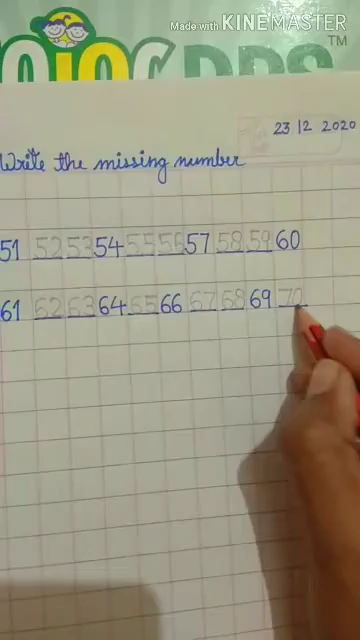 Made with KINEMASTER
TM
23 12 2020
Write the missing number
51 52 53 54 55 56 57 58 59 60
61 62 63 64 65 66 67 68 69 70